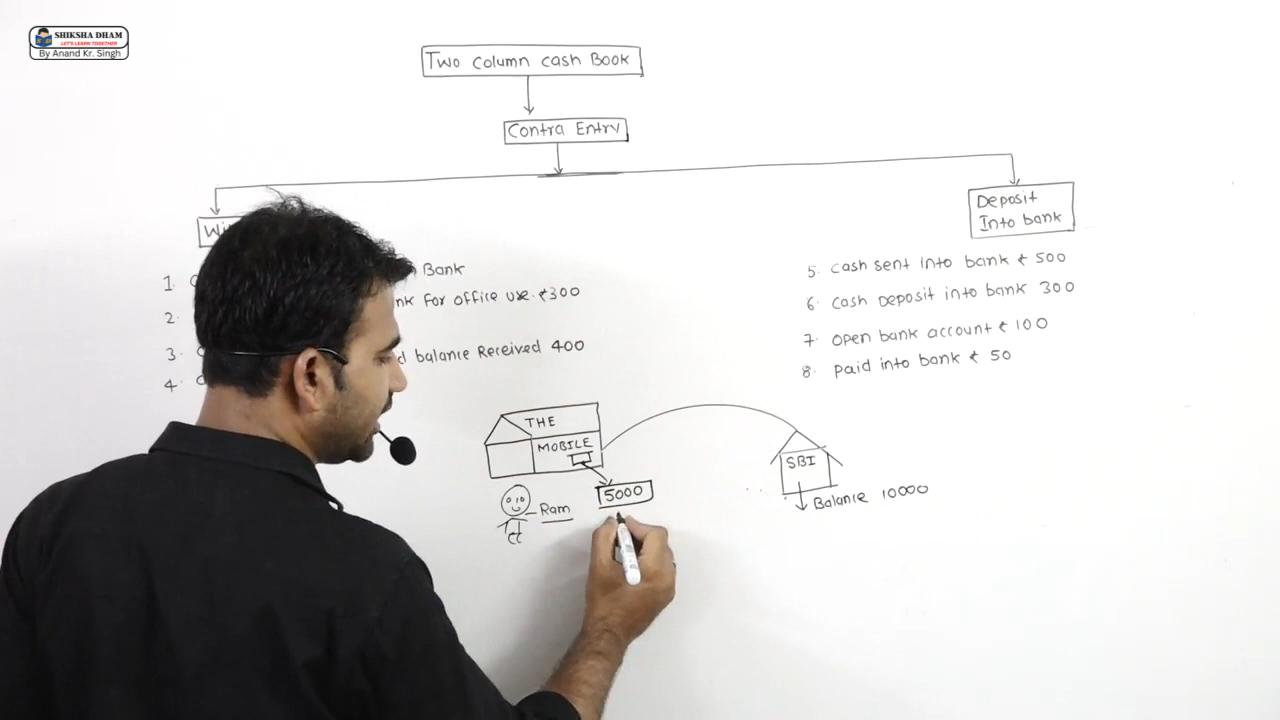 SHIKSHA DHAM
LET'S LEARN TOGETHER
By Anand Kr. Singh
Two column cash Book
Contra Entry
Deposit
Into bank
1. Bank
2. For office use ₹300
3. balance Received 400
4.
5. cash sent into bank ₹ 500
6. cash Deposit into bank 300
7. open bank account ₹ 100
8. paid into bank ₹ 50
THE
MOBILE
5000
Ram
SBI
Balance 10000